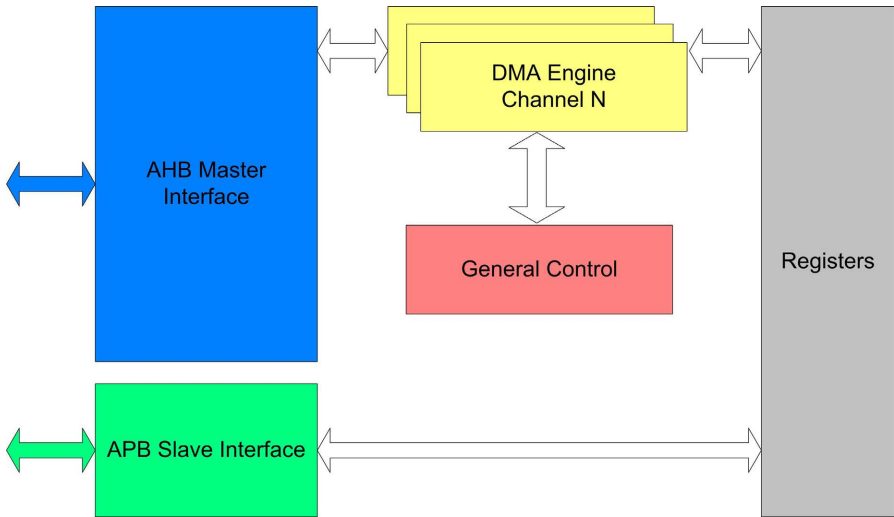 DMA Engine
Channel N
AHB Master
Interface
General Control
Registers
APB Slave Interface